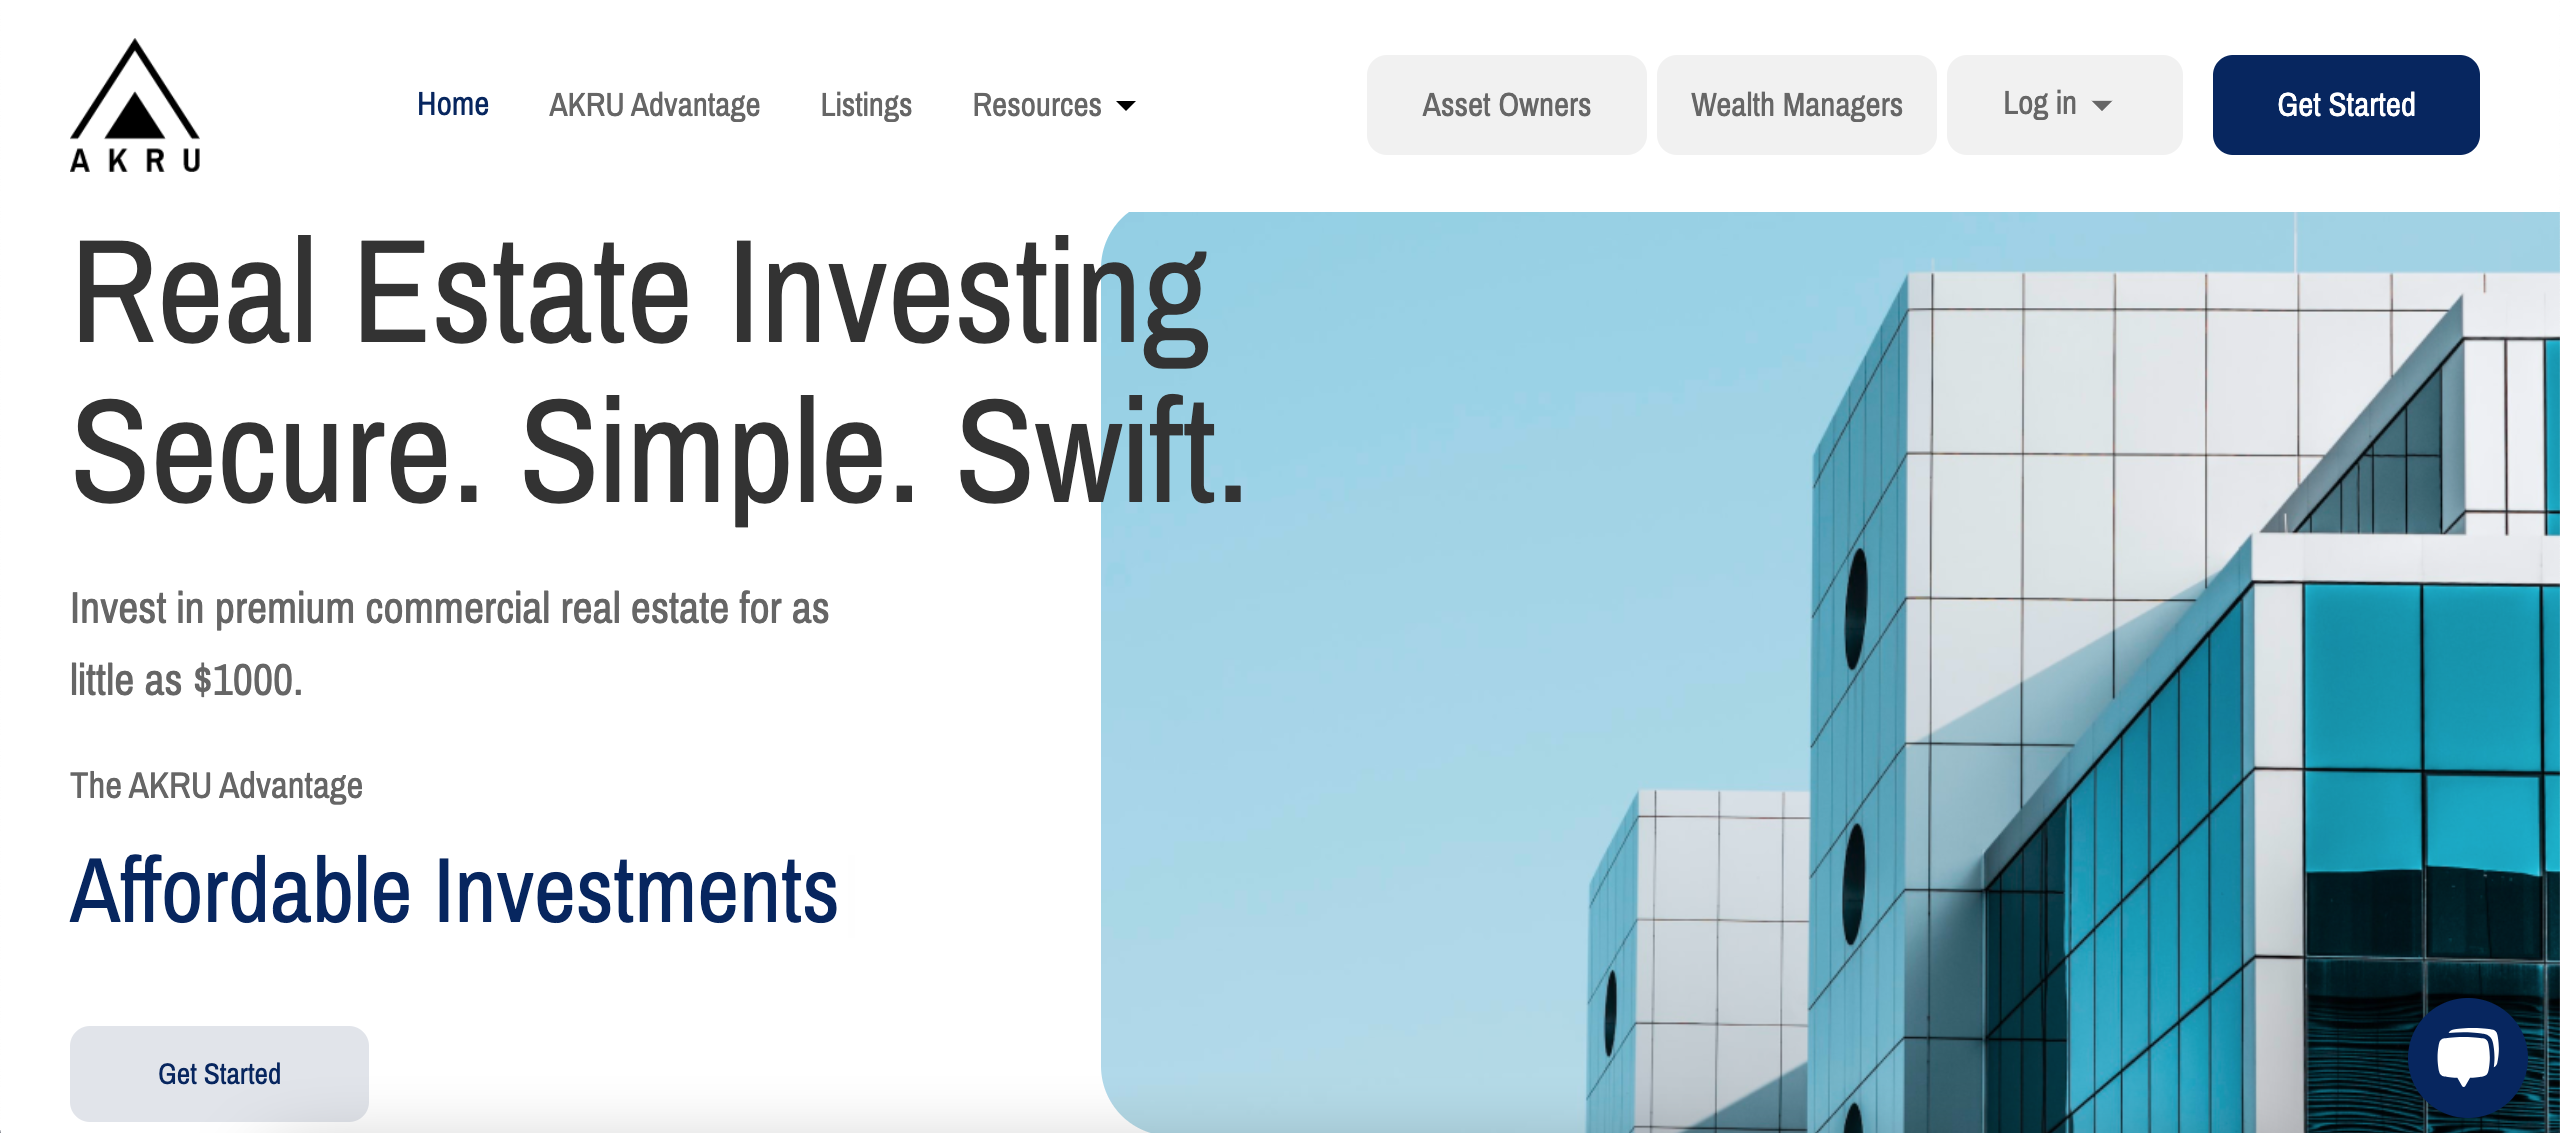 AKRU
Home
AKRU Advantage
Listings
Resources
Asset Owners
Wealth Managers
Log in
Get Started
Real Estate Investing
Secure. Simple. Swift.
Invest in premium commercial real estate for as
little as $1000.
The AKRU Advantage
Affordable Investments
Get Started